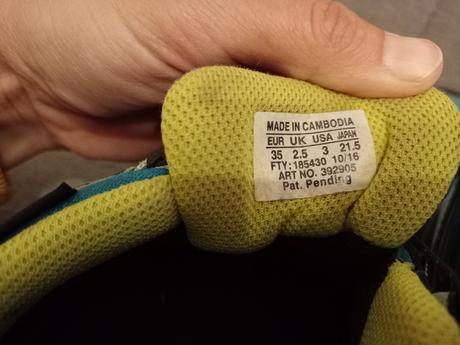 MADE IN CAMBODIA
EUR UK USA JAPAN
35 2.5 3 21.5
FTY: 185430 10/16
ART NO. 392905
Pat. Pending